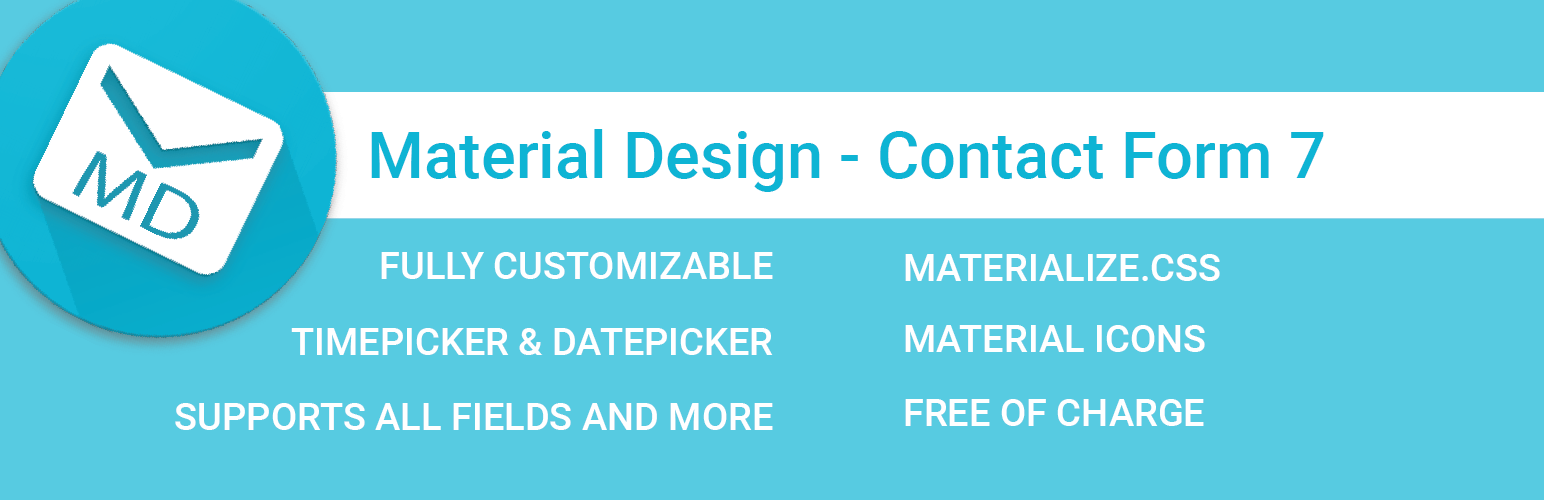 MD
Material Design - Contact Form 7
FULLY CUSTOMIZABLE
TIMEPICKER & DATEPICKER
SUPPORTS ALL FIELDS AND MORE
MATERIALIZE.CSS
MATERIAL ICONS
FREE OF CHARGE